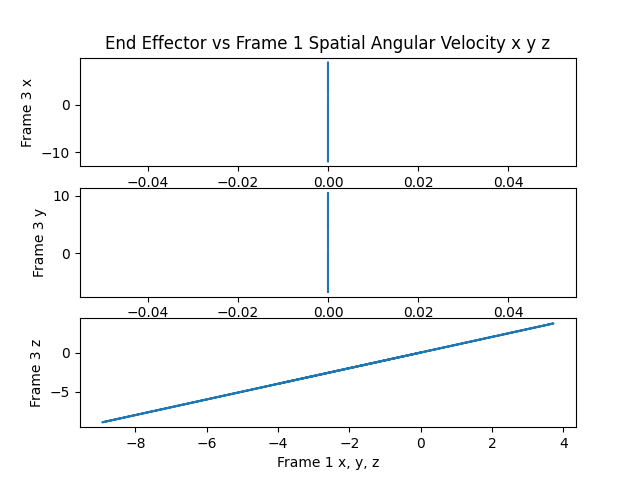 End Effector vs Frame 1 Spatial Angular Velocity x y z
Frame 3 x
0
−10
−0.04 −0.02 0.00 0.02 0.04
Frame 3 y
10
0
−0.04 −0.02 0.00 0.02 0.04
Frame 3 z
0
−5
−8 −6 −4 −2 0 2 4
Frame 1 x, y, z